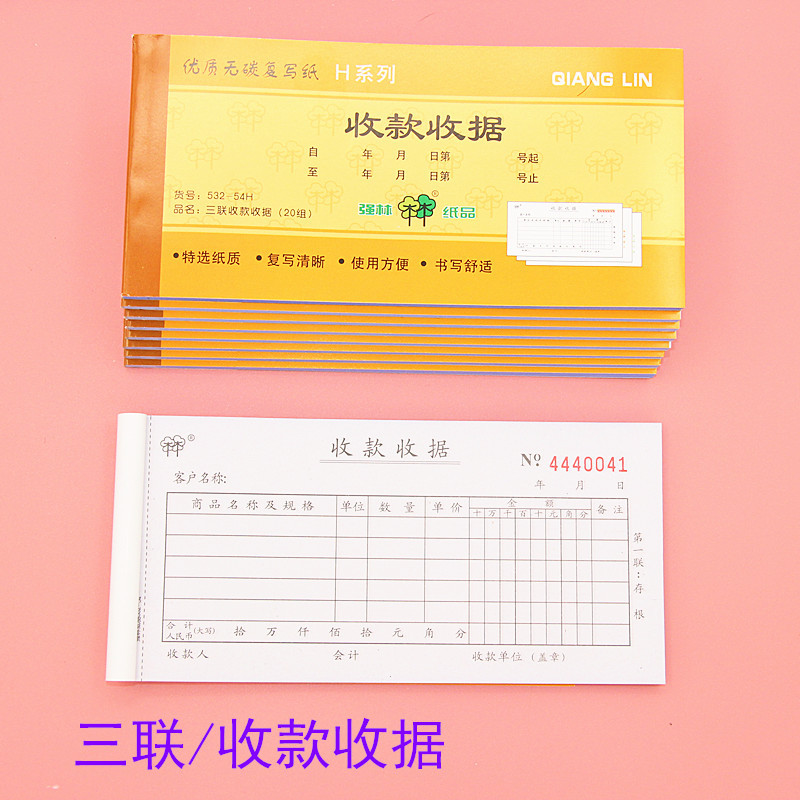 优质无碳复写纸 H系列 QIANG LIN
收款收据
自 年 月 日第 号起
至 年 月 日第 号止
货号：532-54H
品名：三联收款收据（20组）
强林 ® 纸品
•特选纸质 •复写清晰 •使用方便 •书写舒适
®
收款收据
№ 4440041
客户名称:
年 月 日
商品名称及规格 单位 数量 单价 金额 备注
十 万 千 百 十 元 角 分
第一联：存根
合计人民币 (大写) 拾 万 仟 佰 拾 元 角 分
收款人 会计 收款单位（盖章）
三联/收款收据